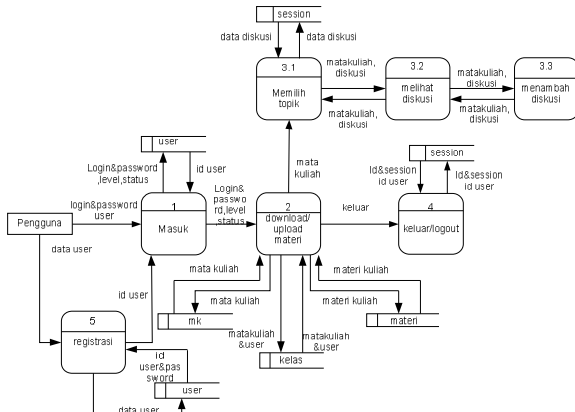 session
data diskusi
data diskusi
3.1
Memilih
topik
matakuliah,
diskusi
matakuliah,
diskusi
3.2
melihat
diskusi
matakuliah,
diskusi
matakuliah,
diskusi
3.3
menambah
diskusi
user
Login&password
,level,status
id user
mata
kuliah
session
Id&session
id user
Id&session
id user
Pengguna
login&password
user
1
Masuk
Login&
passwo
rd,level
,status
2
download/
upload
materi
keluar
4
keluar/logout
data user
id user
mata kuliah
mata kuliah
mk
materi kuliah
materi kuliah
materi
matakuliah
&user
matakuliah
&user
kelas
5
registrasi
id
user&pas
sword
user
data user